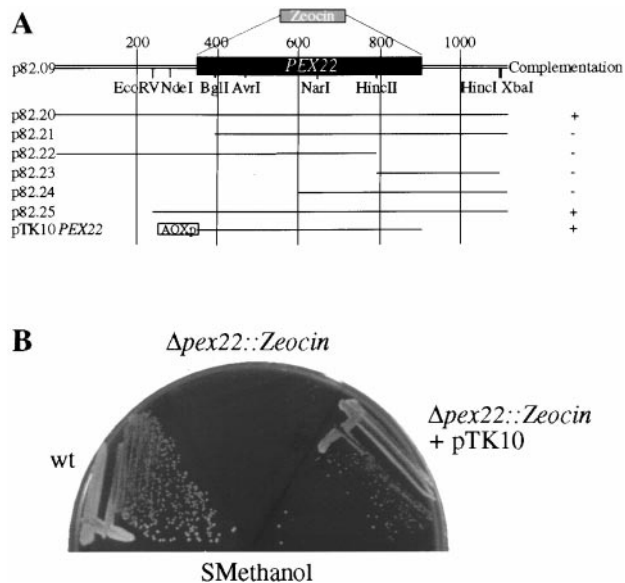 A
Zeocin
200 400 600 800 1000
p82.09 PEX22 Complementation
EcoRV NdeI BglI AvrI NarI HincII HincI XbaI
p82.20 +
p82.21 -
p82.22 -
p82.23 -
p82.24 -
p82.25 +
pTK10 PEX22 AOXp +
B
Δpex22::Zeocin
Δpex22::Zeocin
+ pTK10
wt
SMethanol